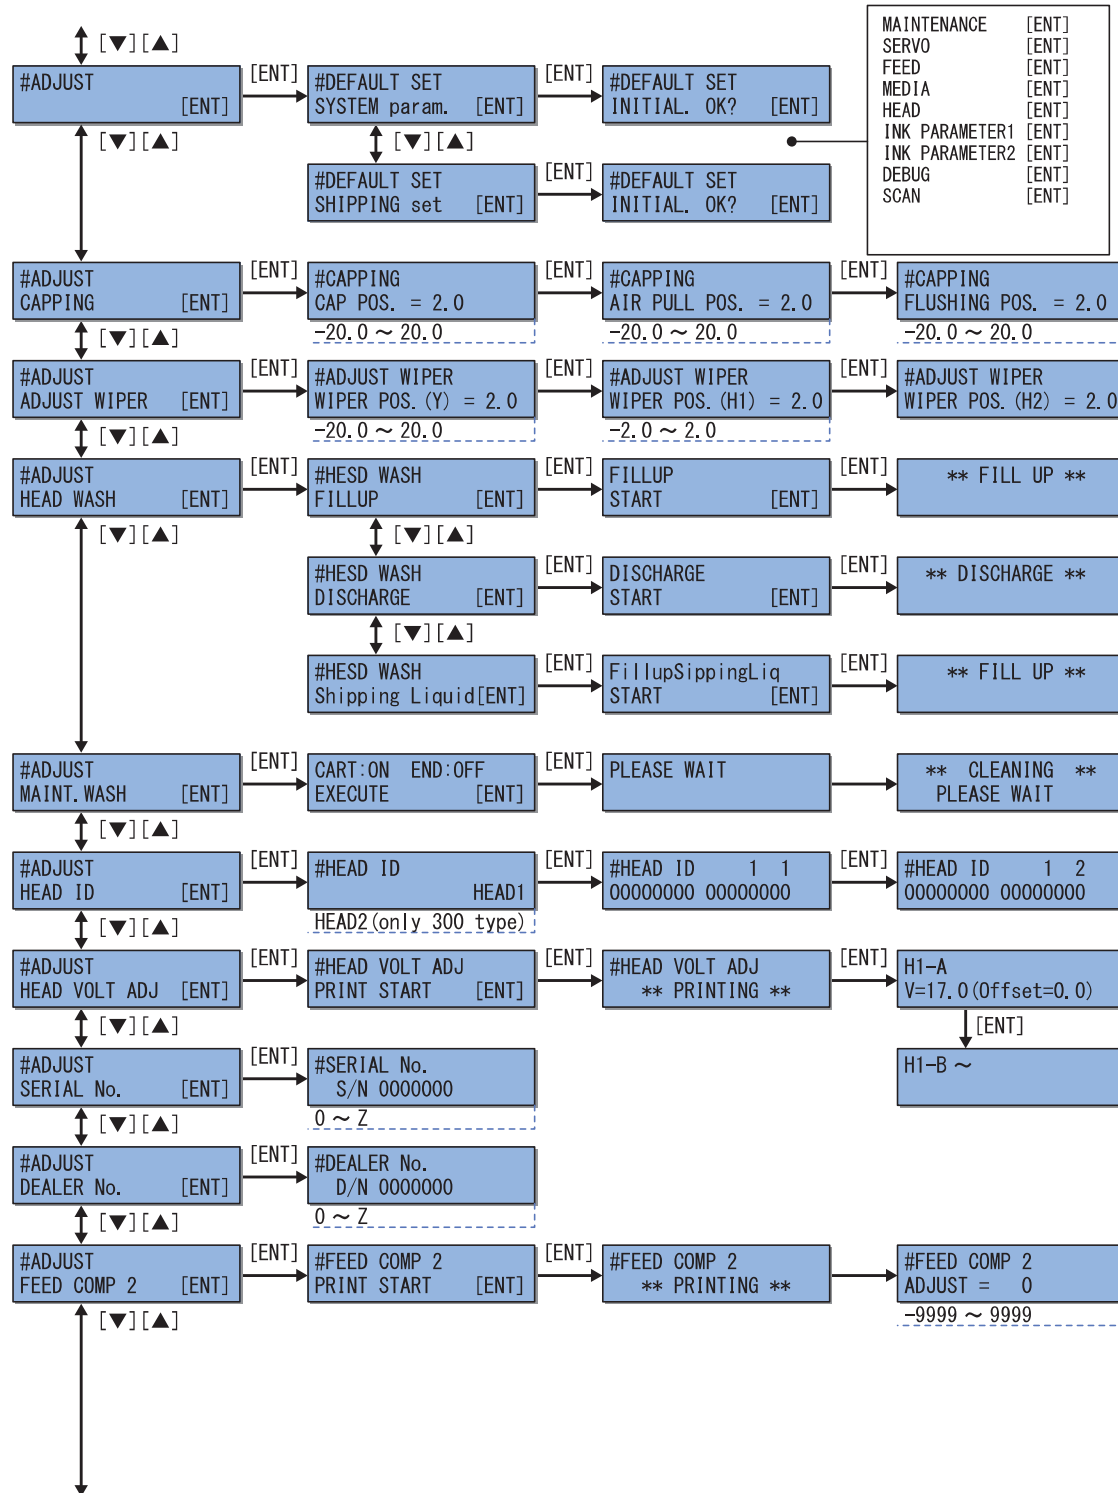 [▼][▲]
MAINTENANCE [ENT]
SERVO [ENT]
FEED [ENT]
MEDIA [ENT]
HEAD [ENT]
INK PARAMETER1 [ENT]
INK PARAMETER2 [ENT]
DEBUG [ENT]
SCAN [ENT]
#ADJUST
[ENT]
[ENT]
#DEFAULT SET
SYSTEM param. [ENT]
[ENT]
#DEFAULT SET
INITIAL. OK? [ENT]
[▼][▲]
[▼][▲]
#DEFAULT SET
SHIPPING set [ENT]
[ENT]
#DEFAULT SET
INITIAL. OK? [ENT]
#ADJUST
CAPPING [ENT]
[ENT]
#CAPPING
CAP POS. = 2.0
-20.0 ~ 20.0
[ENT]
#CAPPING
AIR PULL POS. = 2.0
-20.0 ~ 20.0
[ENT]
#CAPPING
FLUSHING POS. = 2.0
-20.0 ~ 20.0
[▼][▲]
#ADJUST
ADJUST WIPER [ENT]
[ENT]
#ADJUST WIPER
WIPER POS.(Y) = 2.0
-20.0 ~ 20.0
[ENT]
#ADJUST WIPER
WIPER POS.(H1) = 2.0
-2.0 ~ 2.0
[ENT]
#ADJUST WIPER
WIPER POS.(H2) = 2.0
[▼][▲]
#ADJUST
HEAD WASH [ENT]
[ENT]
#HESD WASH
FILLUP [ENT]
[ENT]
FILLUP
START [ENT]
[ENT]
** FILL UP **
[▼][▲]
[▼][▲]
#HESD WASH
DISCHARGE [ENT]
[ENT]
DISCHARGE
START [ENT]
[ENT]
** DISCHARGE **
[▼][▲]
#HESD WASH
Shipping Liquid[ENT]
[ENT]
FillupSippingLiq
START [ENT]
[ENT]
** FILL UP **
#ADJUST
MAINT.WASH [ENT]
[ENT]
CART:ON END:OFF
EXECUTE [ENT]
[ENT]
PLEASE WAIT
** CLEANING **
PLEASE WAIT
[▼][▲]
#ADJUST
HEAD ID [ENT]
[ENT]
#HEAD ID
HEAD1
HEAD2(only 300 type)
[ENT]
#HEAD ID 1 1
00000000 00000000
[ENT]
#HEAD ID 1 2
00000000 00000000
[▼][▲]
#ADJUST
HEAD VOLT ADJ [ENT]
[ENT]
#HEAD VOLT ADJ
PRINT START [ENT]
[ENT]
#HEAD VOLT ADJ
** PRINTING **
[ENT]
H1-A
V=17.0(Offset=0.0)
[▼][▲]
[ENT]
H1-B ~
#ADJUST
SERIAL No. [ENT]
[ENT]
#SERIAL No.
S/N 0000000
0 ~ Z
[▼][▲]
#ADJUST
DEALER No. [ENT]
[ENT]
#DEALER No.
D/N 0000000
0 ~ Z
[▼][▲]
#ADJUST
FEED COMP 2 [ENT]
[ENT]
#FEED COMP 2
PRINT START [ENT]
[ENT]
#FEED COMP 2
** PRINTING **
#FEED COMP 2
ADJUST = 0
-9999 ~ 9999
[▼][▲]